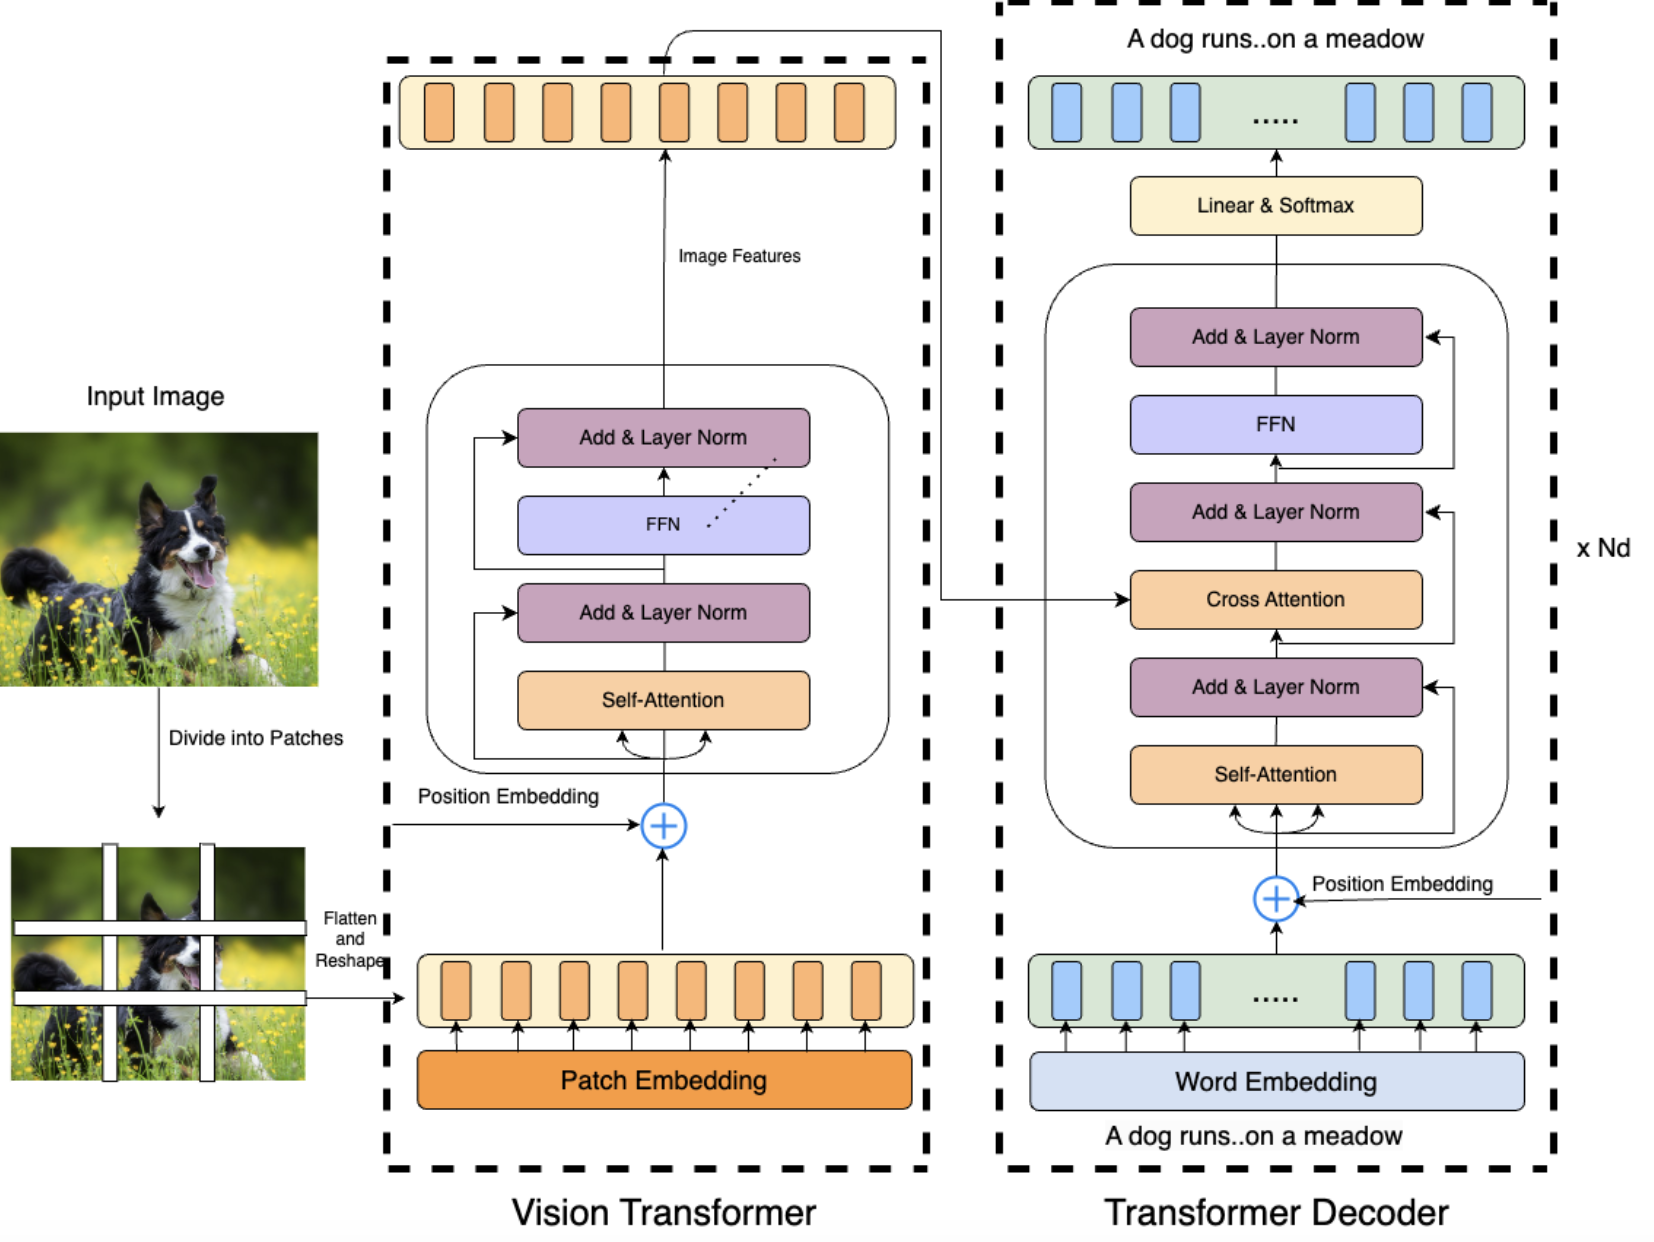 Input Image
Divide into Patches
Flatten
and
Reshape
Image Features
Add & Layer Norm
FFN
Add & Layer Norm
Self-Attention
Position Embedding
Patch Embedding
Vision Transformer
A dog runs..on a meadow
.....
Linear & Softmax
Add & Layer Norm
FFN
Add & Layer Norm
Cross Attention
Add & Layer Norm
Self-Attention
x Nd
Position Embedding
.....
Word Embedding
A dog runs..on a meadow
Transformer Decoder